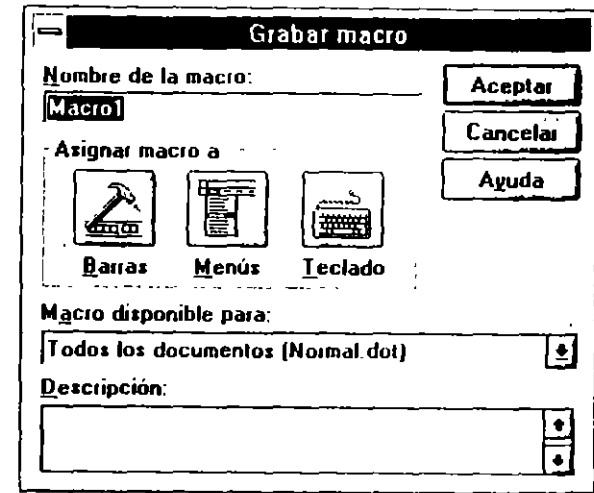 Grabar macro
Nombre de la macro:
Macro1
Aceptar
Cancelar
Ayuda
Asignar macro a
Barras Menús Teclado
Macro disponible para:
Todos los documentos (Normal.dot)
Descripción: